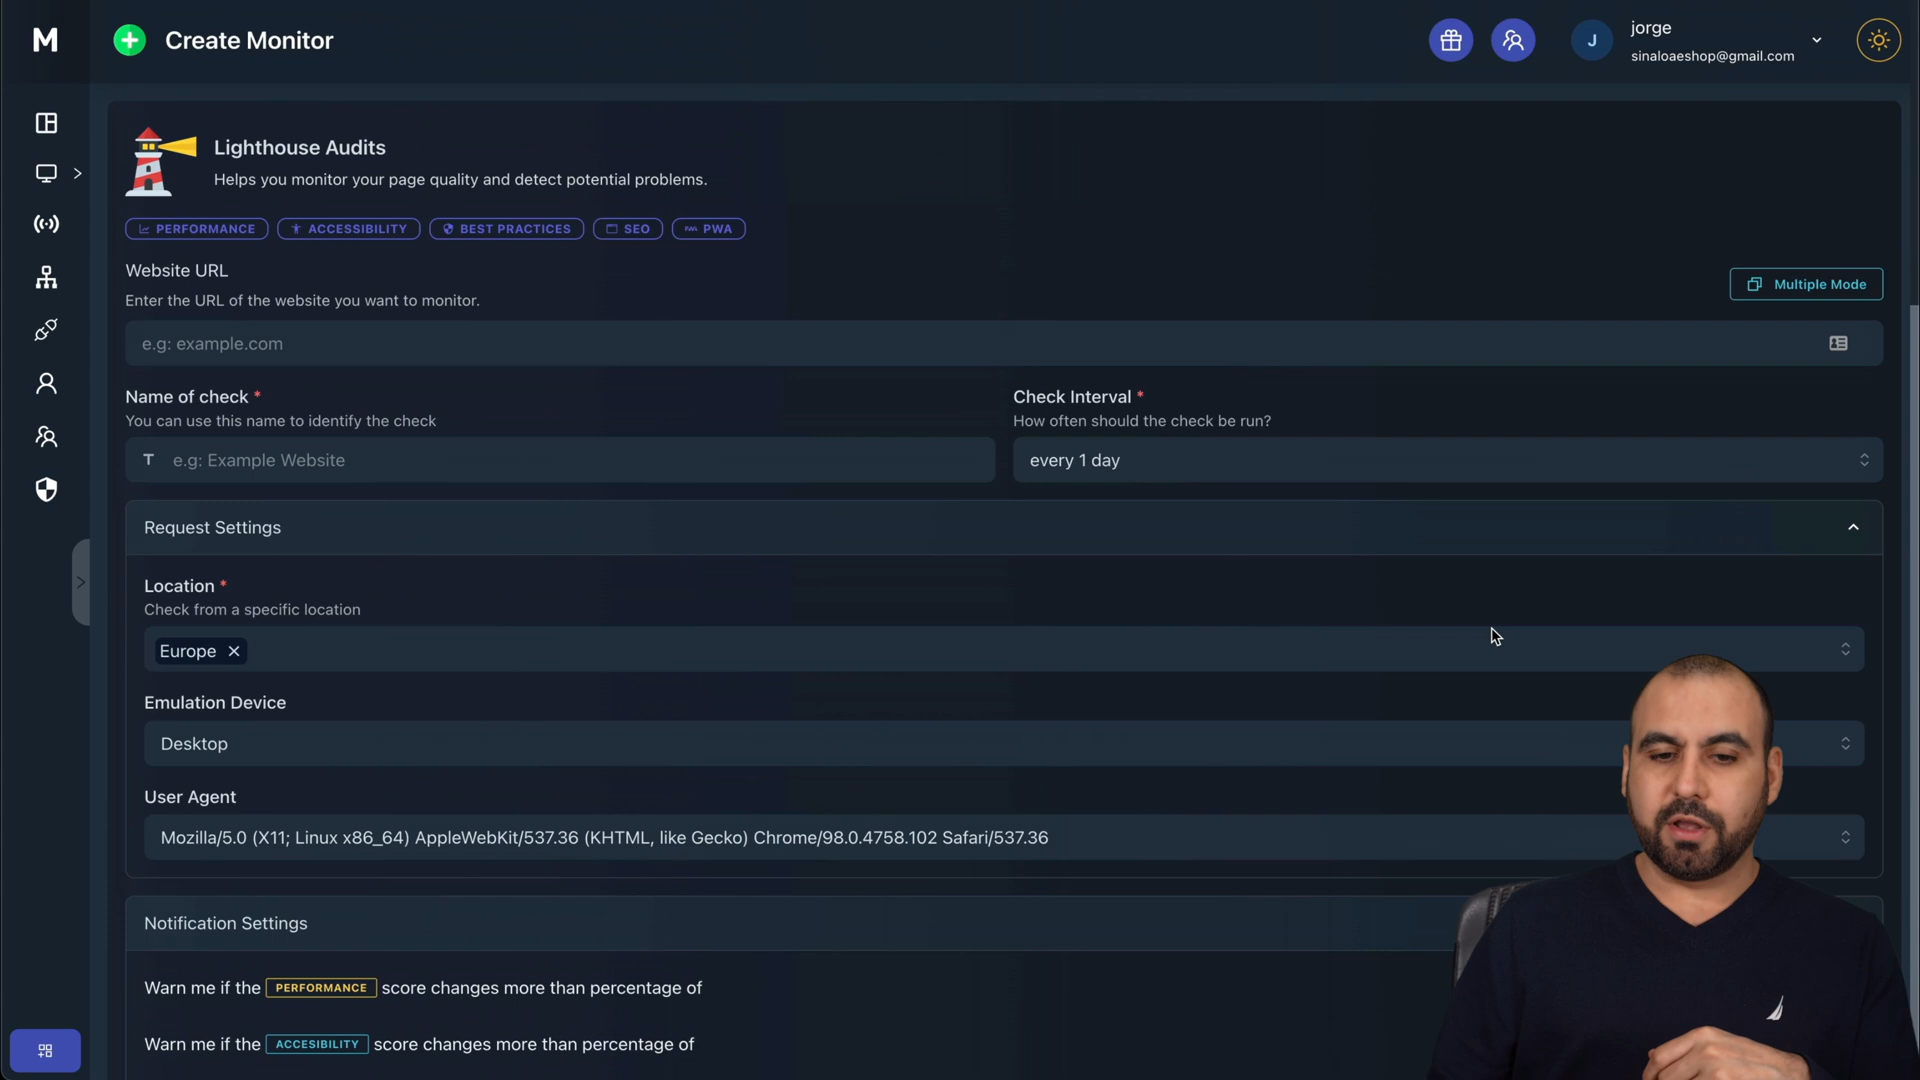 M
Create Monitor
jorge
J
sinaloaeshop@gmail.com
Lighthouse Audits
Helps you monitor your page quality and detect potential problems.
PERFORMANCE
ACCESSIBILITY
BEST PRACTICES
SEO
PWA
Website URL
Enter the URL of the website you want to monitor.
Multiple Mode
e.g: example.com
Name of check *
You can use this name to identify the check
T e.g: Example Website
Check Interval *
How often should the check be run?
every 1 day
Request Settings
Location *
Check from a specific location
Europe
Emulation Device
Desktop
User Agent
Mozilla/5.0 (X11; Linux x86_64) AppleWebKit/537.36 (KHTML, like Gecko) Chrome/98.0.4758.102 Safari/537.36
Notification Settings
Warn me if the PERFORMANCE score changes more than percentage of
Warn me if the ACCESIBILITY score changes more than percentage of